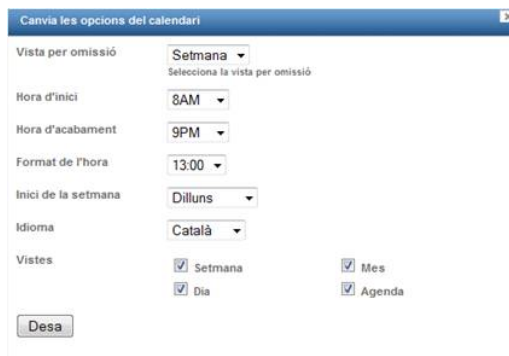 Canvia les opcions del calendari
Vista per omissió Setmana
Selecciona la vista per omissió
Hora d'inici 8AM
Hora d'acabament 9PM
Format de l'hora 13:00
Inici de la setmana Dilluns
Idioma Català
Vistes Setmana Mes
Dia Agenda
Desa